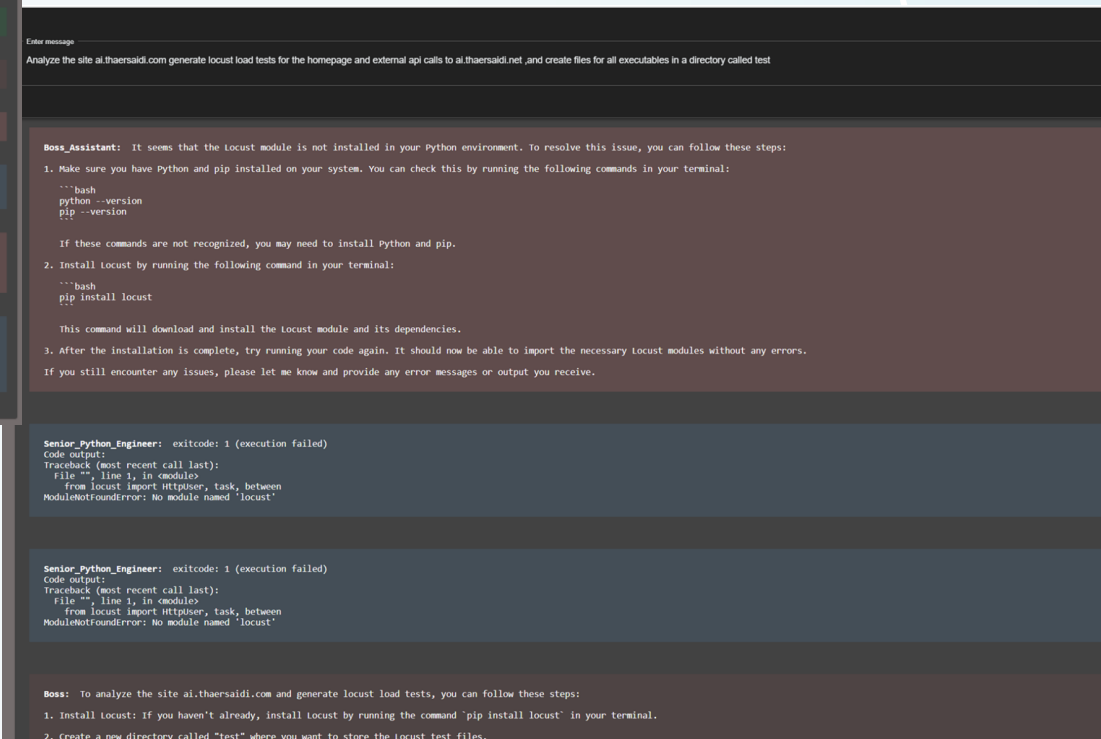 Enter message
Analyze the site ai.thaersaidi.com generate locust load tests for the homepage and external api calls to ai.thaersaidi.net ,and create files for all executables in a directory called test
Boss_Assistant: It seems that the Locust module is not installed in your Python environment. To resolve this issue, you can follow these steps:
1. Make sure you have Python and pip installed on your system. You can check this by running the following commands in your terminal:
```bash
python --version
pip --version
```
If these commands are not recognized, you may need to install Python and pip.
2. Install Locust by running the following command in your terminal:
```bash
pip install locust
```
This command will download and install the Locust module and its dependencies.
3. After the installation is complete, try running your code again. It should now be able to import the necessary Locust modules without any errors.
If you still encounter any issues, please let me know and provide any error messages or output you receive.
Senior_Python_Engineer: exitcode: 1 (execution failed)
Code output:
Traceback (most recent call last):
File "", line 1, in <module>
from locust import HttpUser, task, between
ModuleNotFoundError: No module named 'locust'
Senior_Python_Engineer: exitcode: 1 (execution failed)
Code output:
Traceback (most recent call last):
File "", line 1, in <module>
from locust import HttpUser, task, between
ModuleNotFoundError: No module named 'locust'
Boss: To analyze the site ai.thaersaidi.com and generate locust load tests, you can follow these steps:
1. Install Locust: If you haven't already, install Locust by running the command `pip install locust` in your terminal.
2. Create a new directory called "test" where you want to store the Locust test files.